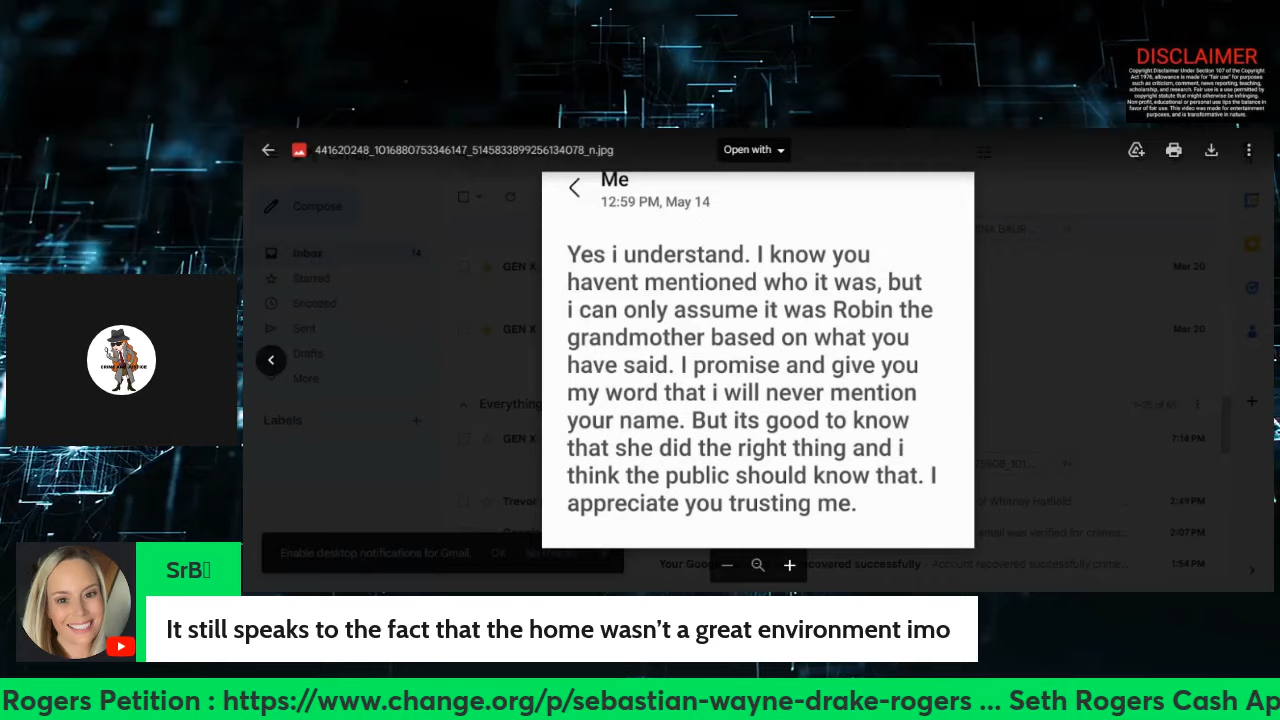 DISCLAIMER
Copyright Disclaimer Under Section 107 of the Copyright
Act 1976, allowance is made for "fair use" for purposes
such as criticism, comment, news reporting, teaching,
scholarship, and research. Fair use is a use permitted by
copyright statute that might otherwise be infringing.
Non-profit, educational or personal use tips the balance in
favor of fair use. This video was made for entertainment
purposes, and is transformative in nature.
441620248_1016880753346147_5145833899256134078_n.jpg
Open with
Me
12:59 PM, May 14
Compose
Inbox 14
Starred
Snoozed
Sent
Drafts
More
Labels
GEN X Mar 20
GEN X Mar 20
Everything
GEN X 7:14 PM
Trevor of Whitney Hatfield 2:49 PM
2:07 PM
Your Goog recovered successfully - Account recovered successfully 1:54 PM
Yes i understand. I know you
havent mentioned who it was, but
i can only assume it was Robin the
grandmother based on what you
have said. I promise and give you
my word that i will never mention
your name. But its good to know
that she did the right thing and i
think the public should know that. I
appreciate you trusting me.
Enable desktop notifications for Gmail. OK No thanks
CRIME AND JUSTICE
SrB
It still speaks to the fact that the home wasn't a great environment imo
Rogers Petition : https://www.change.org/p/sebastian-wayne-drake-rogers ... Seth Rogers Cash Ap